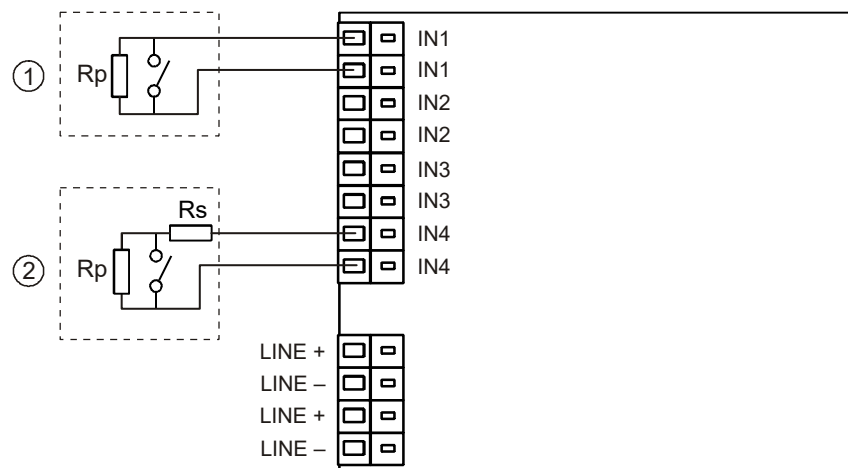 IN1
1
Rp
IN1
IN2
IN2
IN3
IN3
Rs
IN4
2
Rp
IN4
LINE +
LINE –
LINE +
LINE –